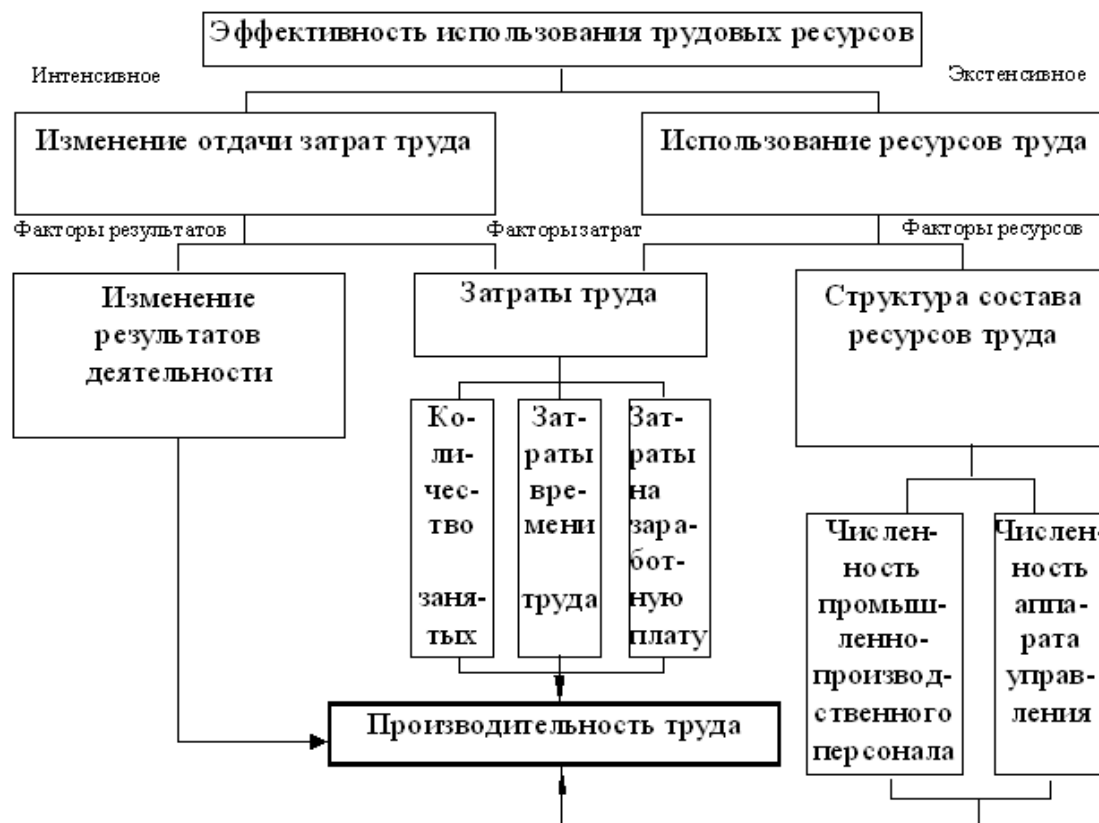 Эффективность использования трудовых ресурсов
Интенсивное
Экстенсивное
Изменение отдачи затрат труда
Использование ресурсов труда
Факторы результатов
Факторы затрат
Факторы ресурсов
Изменение
результатов
деятельности
Затраты труда
Структура состава
ресурсов труда
Ко-
ли-
чес-
тво
заня-
тых
Зат-
раты
вре-
мени
труда
Зат-
раты
на
зара-
бот-
ную
плату
Числен-
ность
промыш-
ленно-
производ-
ственного
персонала
Числен-
ность
аппа-
рата
управ-
ления
Производительность труда